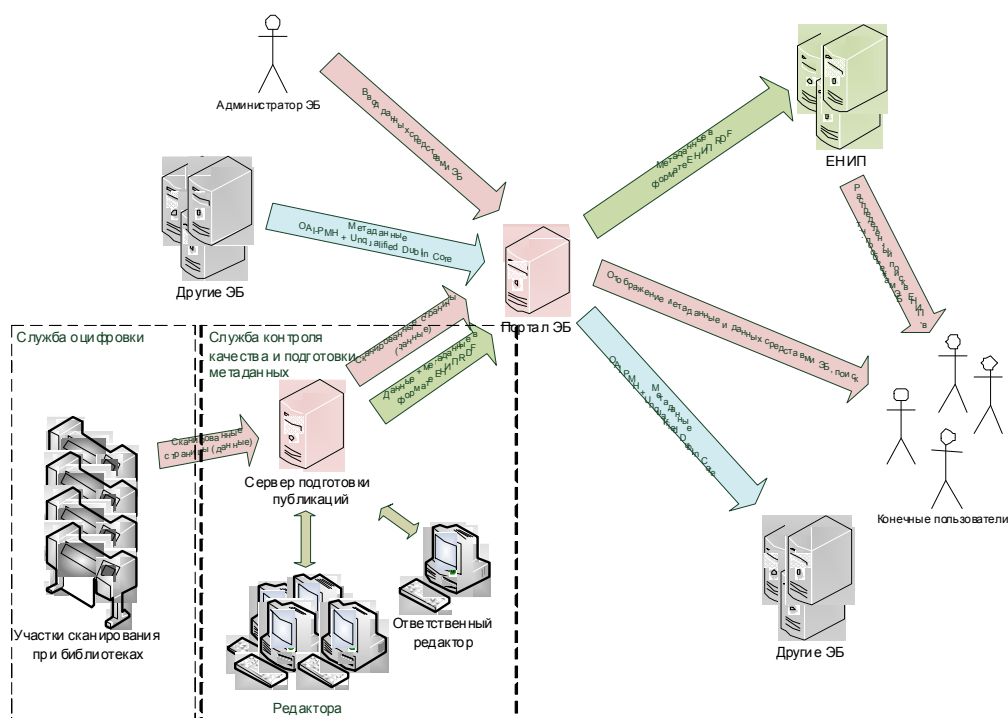 Администратор ЭБ
Ввод данных средствами ЭБ
Метаданные в
формате ЕНИП RDF
ЕНИП
Метаданные
OAI-PMH + Unqualified Dublin Core
Другие ЭБ
Портал ЭБ
Распределенный поиск в ЕНИП, в
Отображение метаданные и данных средствами ЭБ, поиск
Метаданные
OAI-PMH + Unqualified Dublin Core
Конечные пользователи
Другие ЭБ
Служба оцифровки
Служба контроля
качества и подготовки
метаданных
Сканированные страницы
(данные)
Данные + метаданные в
формате ЕНИП RDF
Сканированные
страницы (данные)
Сервер подготовки
публикаций
Участки сканирования
при библиотеках
Ответственный
редактор
Редактора